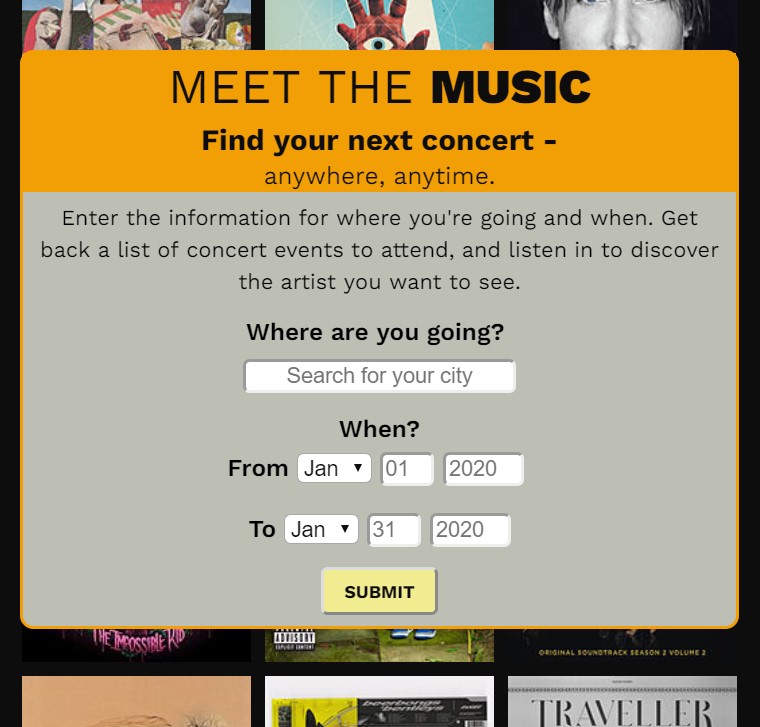 MEET THE MUSIC
Find your next concert -
anywhere, anytime.
Enter the information for where you're going and when. Get
back a list of concert events to attend, and listen in to discover
the artist you want to see.
Where are you going?
Search for your city
When?
From Jan 01 2020
To Jan 31 2020
SUBMIT
THE IMPOSSIBLE KID
ADVISORY
EXPLICIT CONTENT
ORIGINAL SOUNDTRACK SEASON 2 VOLUME 2
beerbongs
bentleys
TRAVELLER